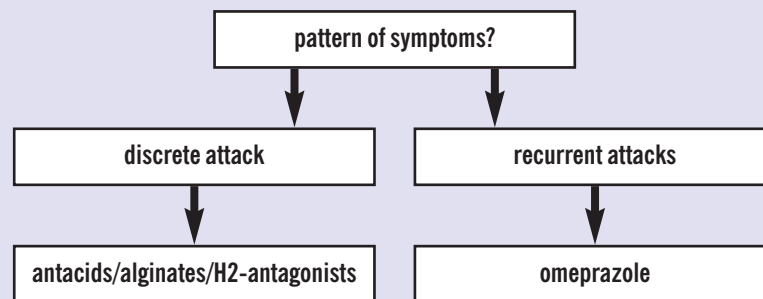 pattern of symptoms?
discrete attack
recurrent attacks
antacids/alginates/H2-antagonists
omeprazole